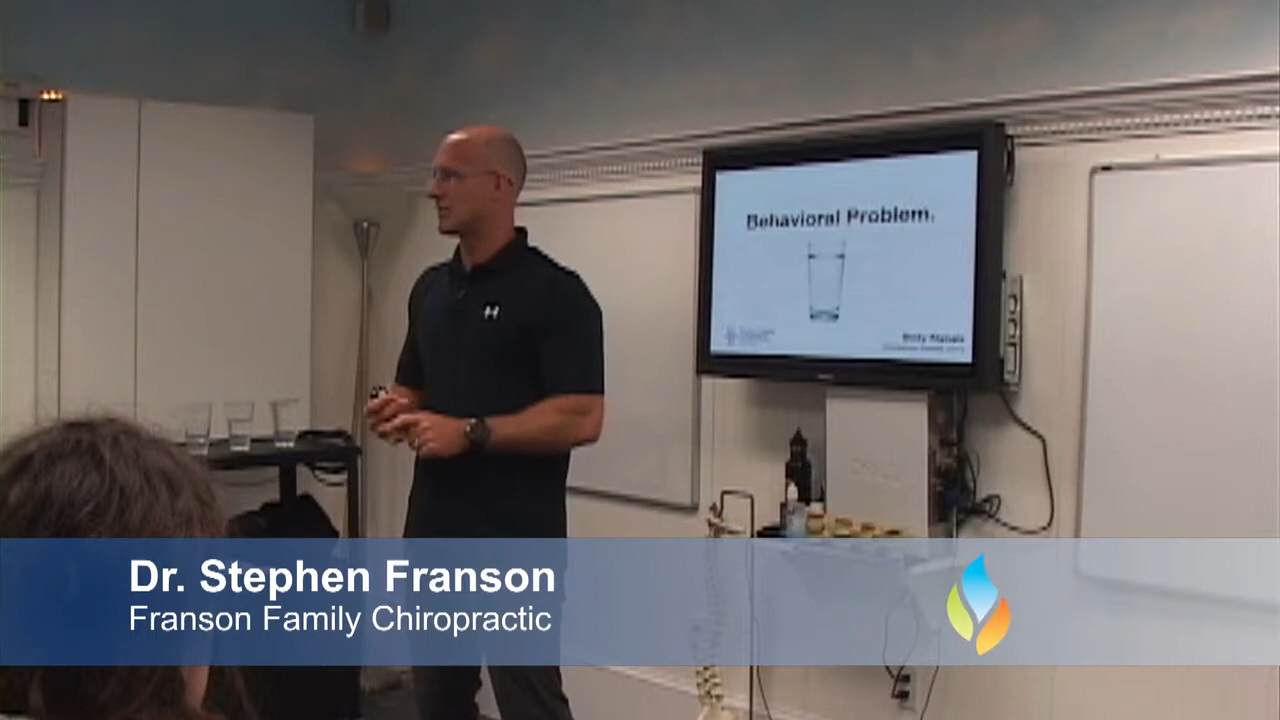 Behavioral Problem.
Dr. Stephen Franson
Franson Family Chiropractic